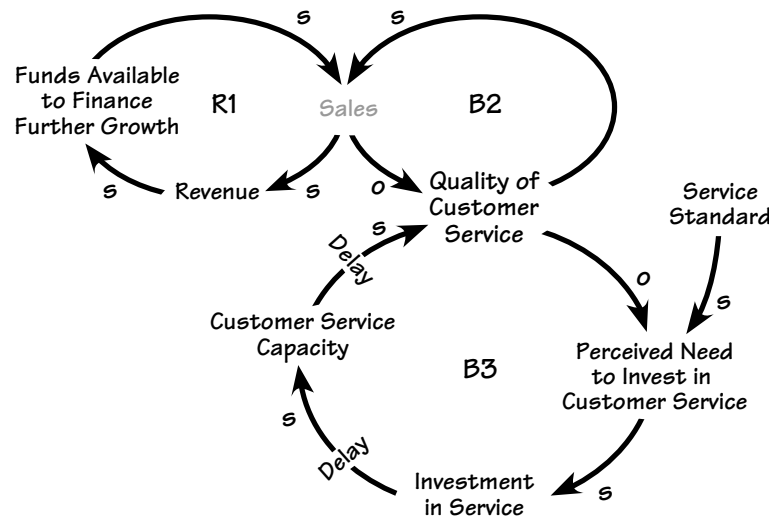 s
s
Funds Available
to Finance
Further Growth
R1
Sales
B2
s
Revenue
s
o
Quality of
Customer
Service
Service
Standard
Delay
s
o
s
Customer Service
Capacity
B3
Perceived Need
to Invest in
Customer Service
s
Delay
Investment
in Service
s